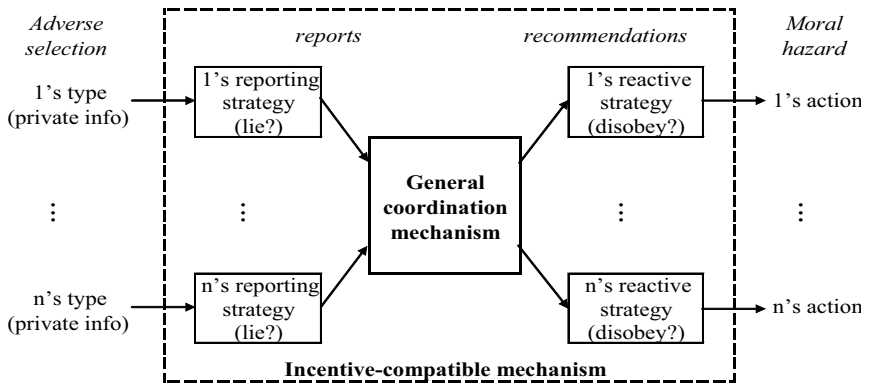 Adverse
selection
reports
recommendations
Moral
hazard
1's type
(private info)
1's reporting
strategy
(lie?)
1's reactive
strategy
(disobey?)
1's action
General
coordination
mechanism
...
...
...
...
n's type
(private info)
n's reporting
strategy
(lie?)
n's reactive
strategy
(disobey?)
n's action
Incentive-compatible mechanism